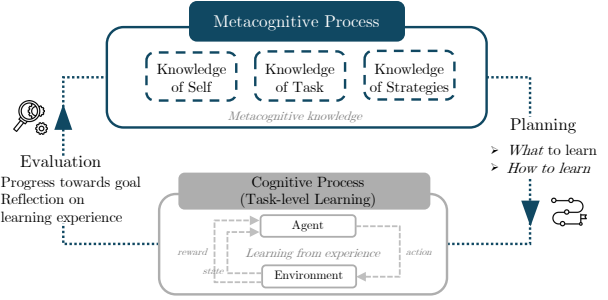 Metacognitive Process
Knowledge
of Self
Knowledge
of Task
Knowledge
of Strategies
Metacognitive knowledge
Evaluation
Progress towards goal
Reflection on
learning experience
Planning
➢ What to learn
➢ How to learn
Cognitive Process
(Task-level Learning)
Agent
reward
state
Learning from experience
action
Environment